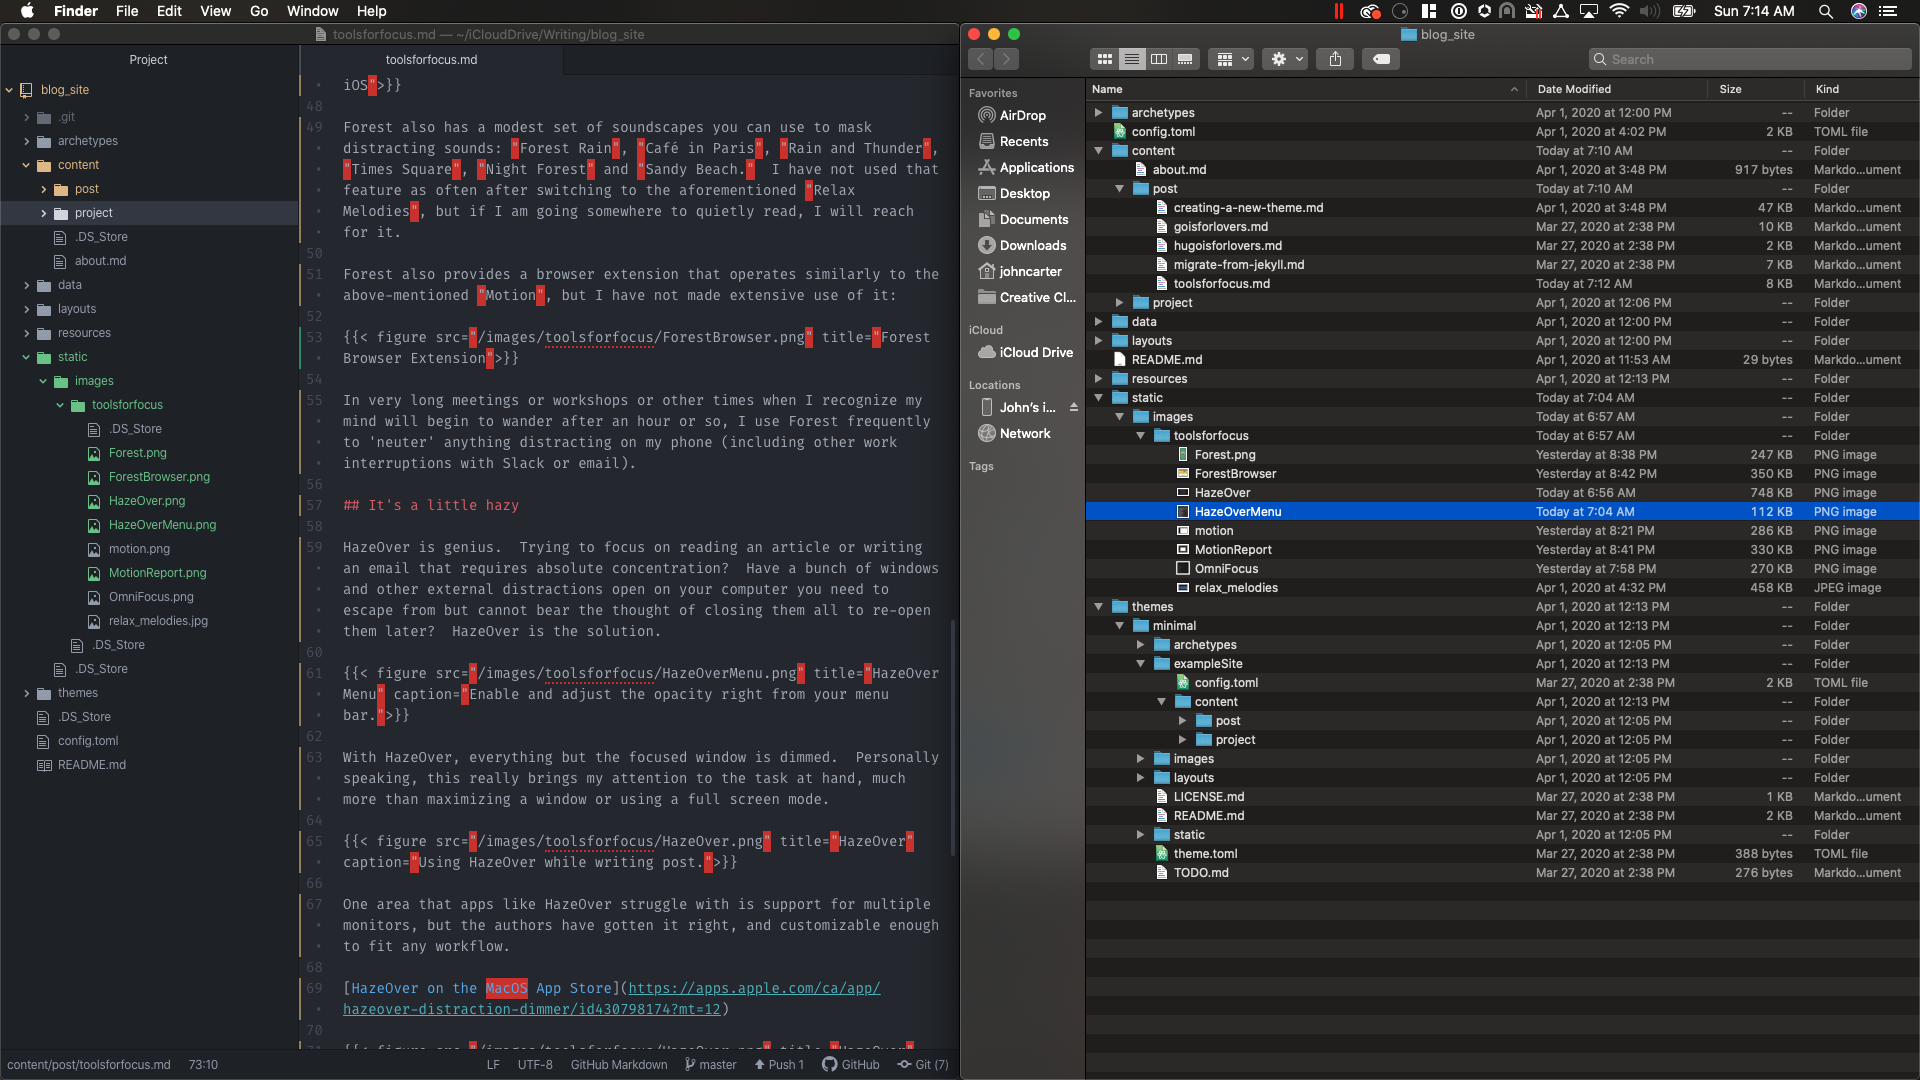 Finder File Edit View Go Window Help
Sun 7:14 AM
toolsforfocus.md — ~/iCloudDrive/Writing/blog_site
Project
blog_site
.git
archetypes
content
post
project
.DS_Store
about.md
data
layouts
resources
static
images
toolsforfocus
.DS_Store
Forest.png
ForestBrowser.png
HazeOver.png
HazeOverMenu.png
motion.png
MotionReport.png
OmniFocus.png
relax_melodies.jpg
.DS_Store
.DS_Store
themes
.DS_Store
config.toml
README.md
toolsforfocus.md
iOS">}}
48
49 Forest also has a modest set of soundscapes you can use to mask
distracting sounds: "Forest Rain", "Café in Paris", "Rain and Thunder",
"Times Square", "Night Forest" and "Sandy Beach."  I have not used that
feature as often after switching to the aforementioned "Relax
Melodies", but if I am going somewhere to quietly read, I will reach
for it.
50
51 Forest also provides a browser extension that operates similarly to the
above-mentioned "Motion", but I have not made extensive use of it:
52
53 {{< figure src="/images/toolsforfocus/ForestBrowser.png" title="Forest
Browser Extension">}}
54
55 In very long meetings or workshops or other times when I recognize my
mind will begin to wander after an hour or so, I use Forest frequently
to 'neuter' anything distracting on my phone (including other work
interruptions with Slack or email).
56
57 ## It's a little hazy
58
59 HazeOver is genius.  Trying to focus on reading an article or writing
an email that requires absolute concentration?  Have a bunch of windows
and other external distractions open on your computer you need to
escape from but cannot bear the thought of closing them all to re-open
them later?  HazeOver is the solution.
60
61 {{< figure src="/images/toolsforfocus/HazeOverMenu.png" title="HazeOver
Menu" caption="Enable and adjust the opacity right from your menu
bar.">}}
62
63 With HazeOver, everything but the focused window is dimmed.  Personally
speaking, this really brings my attention to the task at hand, much
more than maximizing a window or using a full screen mode.
64
65 {{< figure src="/images/toolsforfocus/HazeOver.png" title="HazeOver"
caption="Using HazeOver while writing post.">}}
66
67 One area that apps like HazeOver struggle with is support for multiple
monitors, but the authors have gotten it right, and customizable enough
to fit any workflow.
68
69 [HazeOver on the MacOS App Store](https://apps.apple.com/ca/app/
hazeover-distraction-dimmer/id430798174?mt=12)
70
content/post/toolsforfocus.md 73:10 LF UTF-8 GitHub Markdown master Push 1 GitHub Git (7)
blog_site
Search
Favorites
AirDrop
Recents
Applications
Desktop
Documents
Downloads
johncarter
Creative Cl...
iCloud
iCloud Drive
Locations
John's i...
Network
Tags
Name Date Modified Size Kind
archetypes Apr 1, 2020 at 12:00 PM -- Folder
config.toml Apr 1, 2020 at 4:02 PM 2 KB TOML file
content Today at 7:10 AM -- Folder
about.md Apr 1, 2020 at 3:48 PM 917 bytes Markdo...ument
post Today at 7:10 AM -- Folder
creating-a-new-theme.md Apr 1, 2020 at 3:48 PM 47 KB Markdo...ument
goisforlovers.md Mar 27, 2020 at 2:38 PM 10 KB Markdo...ument
hugoisforlovers.md Mar 27, 2020 at 2:38 PM 2 KB Markdo...ument
migrate-from-jekyll.md Mar 27, 2020 at 2:38 PM 7 KB Markdo...ument
toolsforfocus.md Today at 7:12 AM 8 KB Markdo...ument
project Apr 1, 2020 at 12:06 PM -- Folder
data Apr 1, 2020 at 12:00 PM -- Folder
layouts Apr 1, 2020 at 12:00 PM -- Folder
README.md Apr 1, 2020 at 11:53 AM 29 bytes Markdo...ument
resources Apr 1, 2020 at 12:13 PM -- Folder
static Today at 7:04 AM -- Folder
images Today at 6:57 AM -- Folder
toolsforfocus Today at 6:57 AM -- Folder
Forest.png Yesterday at 8:38 PM 247 KB PNG image
ForestBrowser Yesterday at 8:42 PM 350 KB PNG image
HazeOver Today at 6:56 AM 748 KB PNG image
HazeOverMenu Today at 7:04 AM 112 KB PNG image
motion Yesterday at 8:21 PM 286 KB PNG image
MotionReport Yesterday at 8:41 PM 330 KB PNG image
OmniFocus Yesterday at 7:58 PM 270 KB PNG image
relax_melodies Apr 1, 2020 at 4:32 PM 458 KB JPEG image
themes Apr 1, 2020 at 12:13 PM -- Folder
minimal Apr 1, 2020 at 12:13 PM -- Folder
archetypes Apr 1, 2020 at 12:05 PM -- Folder
exampleSite Apr 1, 2020 at 12:13 PM -- Folder
config.toml Mar 27, 2020 at 2:38 PM 2 KB TOML file
content Apr 1, 2020 at 12:13 PM -- Folder
post Apr 1, 2020 at 12:05 PM -- Folder
project Apr 1, 2020 at 12:05 PM -- Folder
images Apr 1, 2020 at 12:05 PM -- Folder
layouts Apr 1, 2020 at 12:05 PM -- Folder
LICENSE.md Mar 27, 2020 at 2:38 PM 1 KB Markdo...ument
README.md Mar 27, 2020 at 2:38 PM 2 KB Markdo...ument
static Apr 1, 2020 at 12:05 PM -- Folder
theme.toml Mar 27, 2020 at 2:38 PM 388 bytes TOML file
TODO.md Mar 27, 2020 at 2:38 PM 276 bytes Markdo...ument